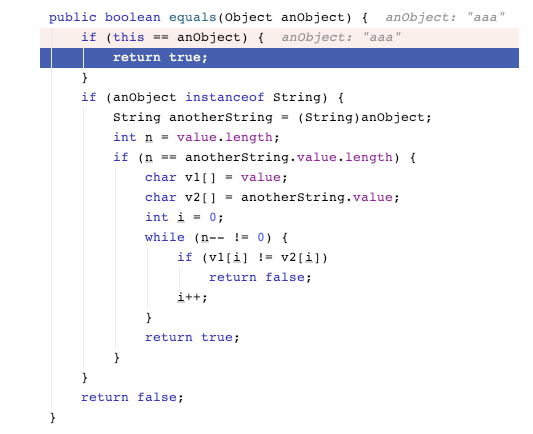 public boolean equals(Object anObject) {  anObject: "aaa"
    if (this == anObject) {  anObject: "aaa"
        return true;
    }
    if (anObject instanceof String) {
        String anotherString = (String)anObject;
        int n = value.length;
        if (n == anotherString.value.length) {
            char v1[] = value;
            char v2[] = anotherString.value;
            int i = 0;
            while (n-- != 0) {
                if (v1[i] != v2[i])
                    return false;
                i++;
            }
            return true;
        }
    }
    return false;
}